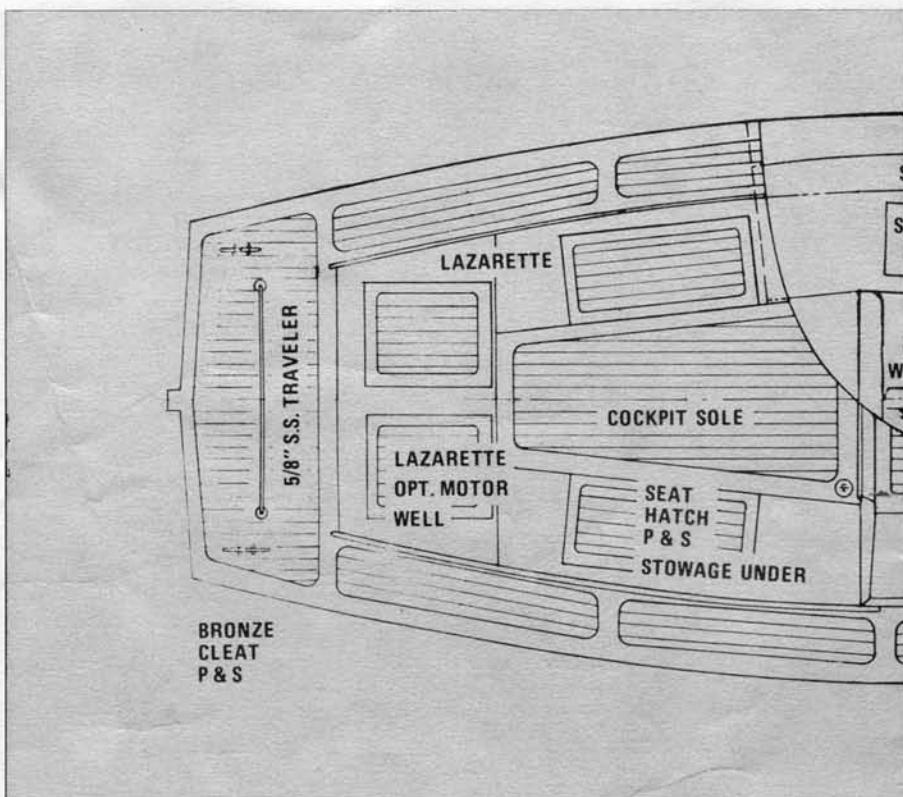 LAZARETTE
5/8" S.S. TRAVELER
COCKPIT SOLE
LAZARETTE
OPT. MOTOR
WELL
SEAT
HATCH
P & S
STOWAGE UNDER
BRONZE
CLEAT
P & S
S
S
W